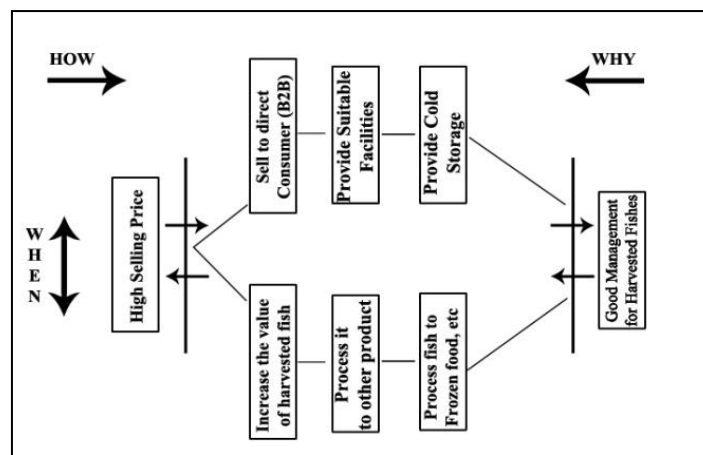 HOW
WHY
WHEN
High Selling Price
Sell to direct
Consumer (B2B)
Provide Suitable
Facilities
Provide Cold
Storage
Increase the value
of harvested fish
Process it
to other product
Process fish to
Frozen food, etc
Good Management
for Harvested Fishes